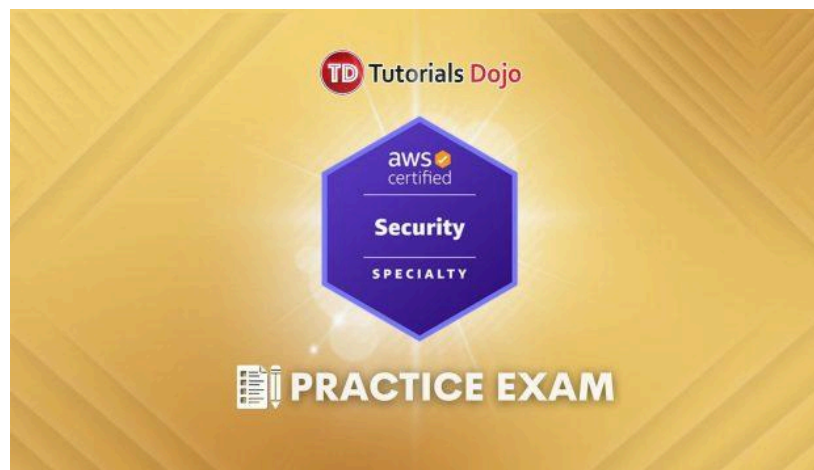 TD Tutorials Dojo
aws
certified
Security
SPECIALTY
PRACTICE EXAM